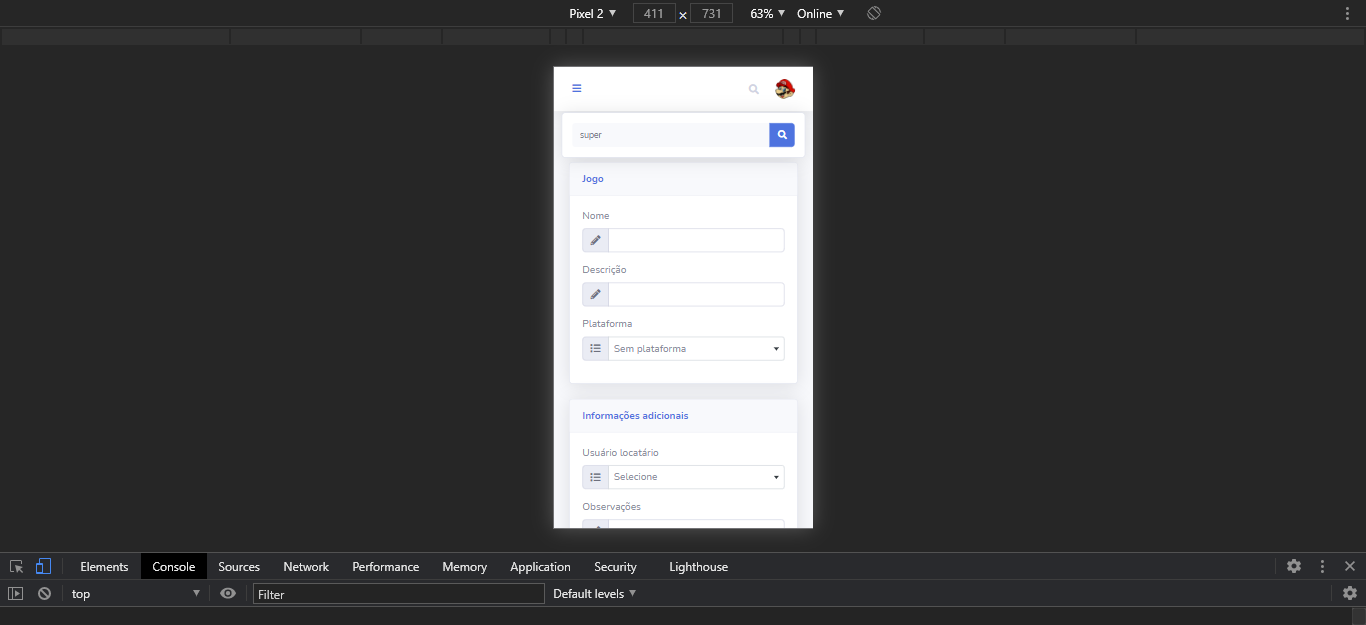 Pixel 2 411 × 731 63% Online
super
Jogo
Nome
Descrição
Plataforma
Sem plataforma
Informações adicionais
Usuário locatário
Selecione
Observações
Elements Console Sources Network Performance Memory Application Security Lighthouse
top Filter Default levels